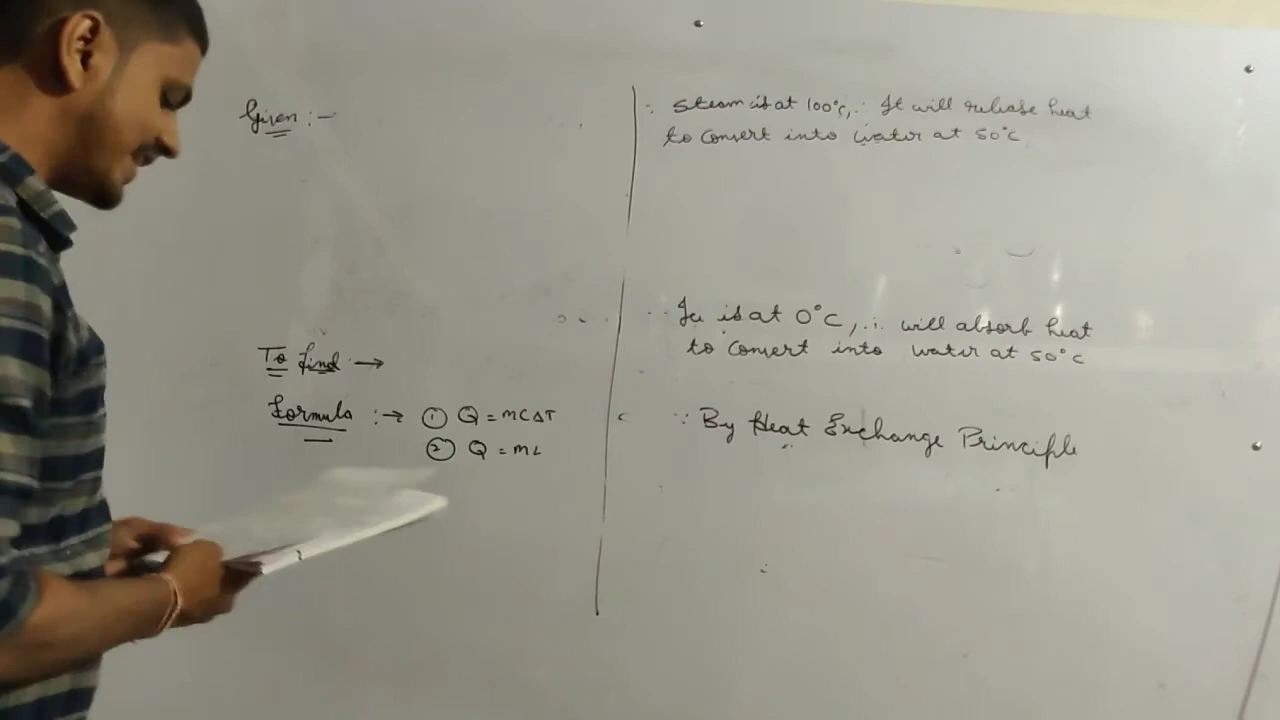 Given :-
To find :→
Formula :→ ① Q = mCΔT
② Q = mL
∴ Steam is at 100°C, ∴ It will release heat
to convert into water at 50°C
Ice is at 0°C, ∴ will absorb heat
to convert into water at 50°C
∵ By Heat Exchange Principle